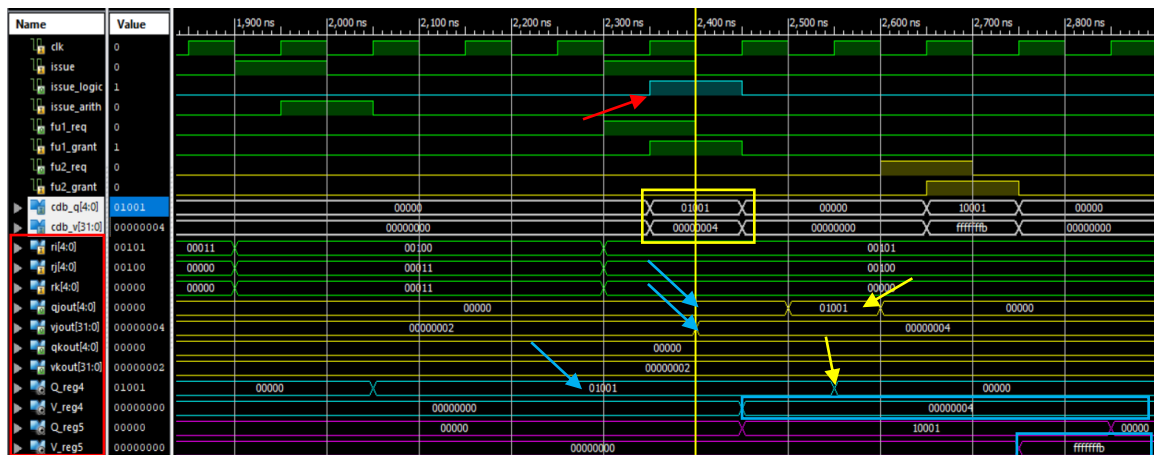 Name Value 1,900 ns 2,000 ns 2,100 ns 2,200 ns 2,300 ns 2,400 ns 2,500 ns 2,600 ns 2,700 ns 2,800 ns
clk 0
issue 0
issue_logic 1
issue_arith 0
fu1_req 0
fu1_grant 1
fu2_req 0
fu2_grant 0
cdb_q[4:0] 01001 00000 01001 00000 10001 00000
cdb_v[31:0] 00000004 00000000 00000004 00000000 fffffffb 00000000
ri[4:0] 00101 00011 00100 00101
rj[4:0] 00100 00000 00011 00100
rk[4:0] 00000 00000 00011 00000
qjout[4:0] 00000 00000 01001 00000
vjout[31:0] 00000004 00000002 00000004
qkout[4:0] 00000 00000
vkout[31:0] 00000002 00000002
Q_reg4 01001 00000 01001 00000
V_reg4 00000000 00000000 00000004
Q_reg5 00000 00000 10001 00000
V_reg5 00000000 00000000 fffffffb